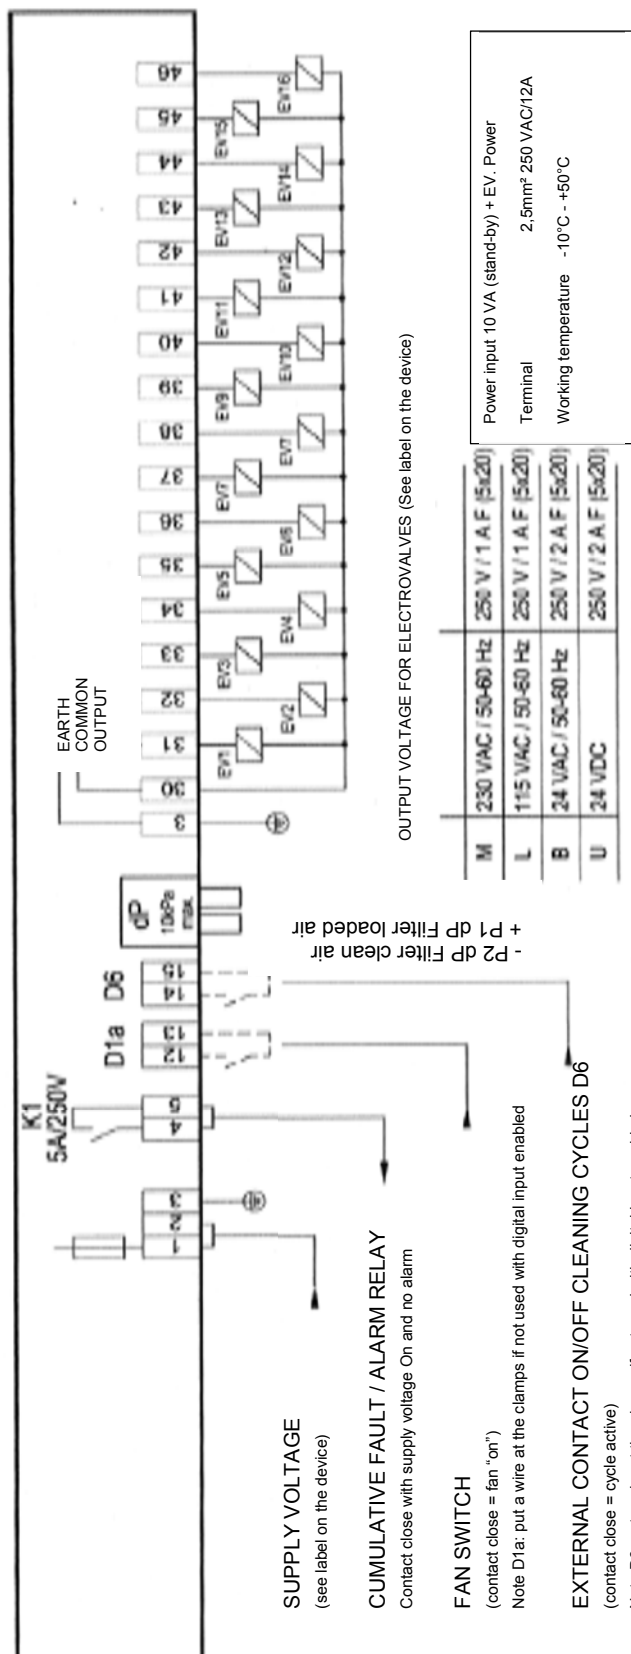 K1
5A/250V
D1a
D6
dP
10kPa
max.
EARTH
COMMON
OUTPUT
1 2 3
4 5
12 13
14 15
3 30 31 32 33 34 35 36 37 38 39 40 41 42 43 44 45 46
EV1 EV2 EV3 EV4 EV5 EV6 EV7 EV7 EV9 EV10 EV11 EV12 EV13 EV14 EV15 EV16
SUPPLY VOLTAGE
(see label on the device)
CUMULATIVE FAULT / ALARM RELAY
Contact close with supply voltage On and no alarm
FAN SWITCH
(contact close = fan “on”)
Note D1a: put a wire at the clamps if not used with digital input enabled
EXTERNAL CONTACT ON/OFF CLEANING CYCLES D6
(contact close = cycle active)
- P2 dP Filter clean air
+ P1 dP Filter loaded air
OUTPUT VOLTAGE FOR ELECTROVALVES (See label on the device)
M 230 VAC / 50-60 Hz 250 V / 1 A F (5x20)
L 115 VAC / 50-60 Hz 250 V / 1 A F (5x20)
B 24 VAC / 50-60 Hz 250 V / 2 A F (5x20)
U 24 VDC 250 V / 2 A F (5x20)
Power input 10 VA (stand-by) + EV. Power
Terminal 2,5mm² 250 VAC/12A
Working temperature -10°C - +50°C